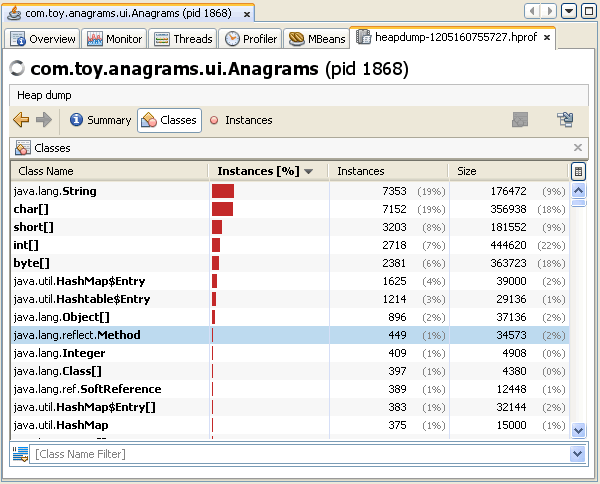 com.toy.anagrams.ui.Anagrams (pid 1868)
Overview Monitor Threads Profiler MBeans heapdump-1205160755727.hprof
com.toy.anagrams.ui.Anagrams (pid 1868)
Heap dump
Summary Classes Instances
Classes
Class Name Instances [%] Instances Size
java.lang.String 7353 (19%) 176472 (9%)
char[] 7152 (19%) 356938 (18%)
short[] 3203 (8%) 181552 (9%)
int[] 2718 (7%) 444620 (22%)
byte[] 2381 (6%) 363723 (18%)
java.util.HashMap$Entry 1625 (4%) 39000 (2%)
java.util.Hashtable$Entry 1214 (3%) 29136 (1%)
java.lang.Object[] 896 (2%) 37136 (2%)
java.lang.reflect.Method 449 (1%) 34573 (2%)
java.lang.Integer 409 (1%) 4908 (0%)
java.lang.Class[] 397 (1%) 4380 (0%)
java.lang.ref.SoftReference 389 (1%) 12448 (1%)
java.util.HashMap$Entry[] 383 (1%) 32144 (2%)
java.util.HashMap 375 (1%) 15000 (1%)
[Class Name Filter]